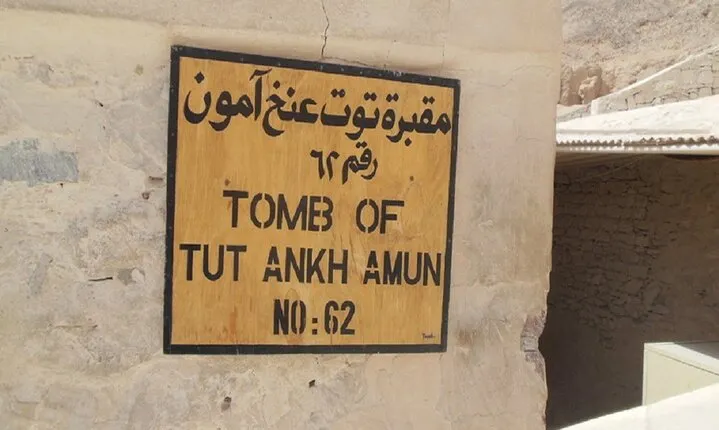 مقبرة توت عنخ آمون
رقم ٦٢
TOMB OF
TUT ANKH AMUN
NO: 62